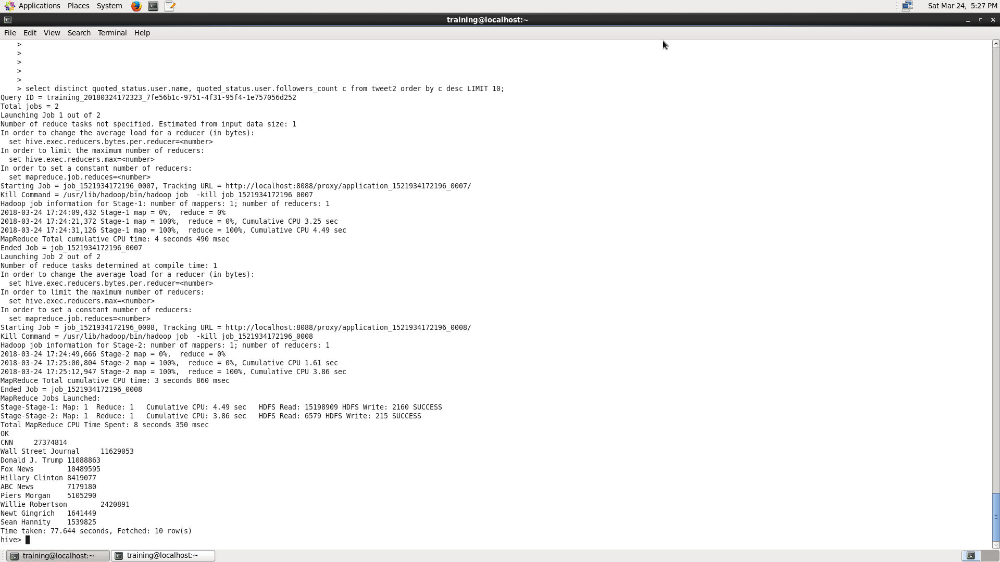 Applications Places System Sat Mar 24, 5:27 PM
training@localhost:~
File Edit View Search Terminal Help
>
>
>
>
>
> select distinct quoted_status.user.name, quoted_status.user.followers_count c from tweet2 order by c desc LIMIT 10;
Query ID = training_20180324172323_7fe56b1c-9751-4f31-95f4-1e757056d252
Total jobs = 2
Launching Job 1 out of 2
Number of reduce tasks not specified. Estimated from input data size: 1
In order to change the average load for a reducer (in bytes):
  set hive.exec.reducers.bytes.per.reducer=<number>
In order to limit the maximum number of reducers:
  set hive.exec.reducers.max=<number>
In order to set a constant number of reducers:
  set mapreduce.job.reduces=<number>
Starting Job = job_1521934172196_0007, Tracking URL = http://localhost:8088/proxy/application_1521934172196_0007/
Kill Command = /usr/lib/hadoop/bin/hadoop job  -kill job_1521934172196_0007
Hadoop job information for Stage-1: number of mappers: 1; number of reducers: 1
2018-03-24 17:24:09,432 Stage-1 map = 0%,  reduce = 0%
2018-03-24 17:24:21,372 Stage-1 map = 100%,  reduce = 0%, Cumulative CPU 3.25 sec
2018-03-24 17:24:31,126 Stage-1 map = 100%,  reduce = 100%, Cumulative CPU 4.49 sec
MapReduce Total cumulative CPU time: 4 seconds 490 msec
Ended Job = job_1521934172196_0007
Launching Job 2 out of 2
Number of reduce tasks determined at compile time: 1
In order to change the average load for a reducer (in bytes):
  set hive.exec.reducers.bytes.per.reducer=<number>
In order to limit the maximum number of reducers:
  set hive.exec.reducers.max=<number>
In order to set a constant number of reducers:
  set mapreduce.job.reduces=<number>
Starting Job = job_1521934172196_0008, Tracking URL = http://localhost:8088/proxy/application_1521934172196_0008/
Kill Command = /usr/lib/hadoop/bin/hadoop job  -kill job_1521934172196_0008
Hadoop job information for Stage-2: number of mappers: 1; number of reducers: 1
2018-03-24 17:24:49,666 Stage-2 map = 0%,  reduce = 0%
2018-03-24 17:25:00,804 Stage-2 map = 100%,  reduce = 0%, Cumulative CPU 1.61 sec
2018-03-24 17:25:12,947 Stage-2 map = 100%,  reduce = 100%, Cumulative CPU 3.86 sec
MapReduce Total cumulative CPU time: 3 seconds 860 msec
Ended Job = job_1521934172196_0008
MapReduce Jobs Launched:
Stage-Stage-1: Map: 1  Reduce: 1   Cumulative CPU: 4.49 sec   HDFS Read: 15198909 HDFS Write: 2160 SUCCESS
Stage-Stage-2: Map: 1  Reduce: 1   Cumulative CPU: 3.86 sec   HDFS Read: 6579 HDFS Write: 215 SUCCESS
Total MapReduce CPU Time Spent: 8 seconds 350 msec
OK
CNN     27374814
Wall Street Journal     11629053
Donald J. Trump 11088863
Fox News        10489595
Hillary Clinton 8419077
ABC News        7179180
Piers Morgan    5105290
Willie Robertson        2420891
Newt Gingrich   1641449
Sean Hannity    1539825
Time taken: 77.644 seconds, Fetched: 10 row(s)
hive>
training@localhost:~ training@localhost:~